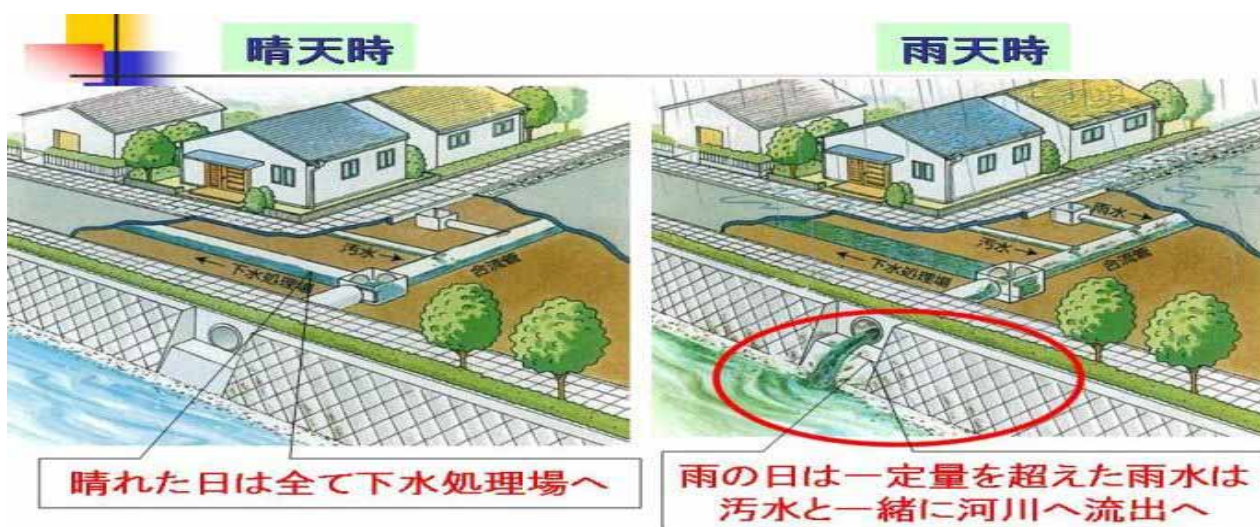 晴天時
汚水→
合流管
←下水処理場
晴れた日は全て下水処理場へ
雨天時
雨水→
汚水→
合流管
←下水処理場
雨の日は一定量を超えた雨水は
汚水と一緒に河川へ流出へ